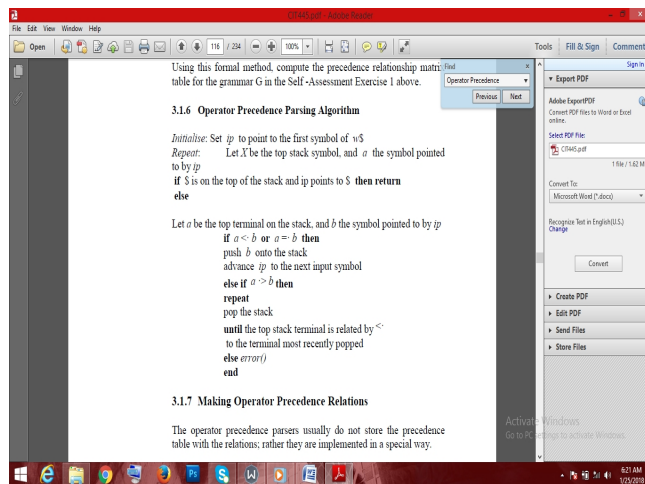 CIT445.pdf - Adobe Reader
File Edit View Window Help
Open 116 / 234 100% Tools Fill & Sign Comment
Find
Operator Precedence
Previous Next
Using this formal method, compute the precedence relationship matri
table for the grammar G in the Self -Assessment Exercise 1 above.
3.1.6 Operator Precedence Parsing Algorithm
Initialise: Set ip to point to the first symbol of w$
Repeat: Let X be the top stack symbol, and a the symbol pointed
to by ip
if $ is on the top of the stack and ip points to $ then return
else
Let a be the top terminal on the stack, and b the symbol pointed to by ip
if a <· b or a =· b then
push b onto the stack
advance ip to the next input symbol
else if a ·> b then
repeat
pop the stack
until the top stack terminal is related by <·
to the terminal most recently popped
else error()
end
3.1.7 Making Operator Precedence Relations
The operator precedence parsers usually do not store the precedence
table with the relations; rather they are implemented in a special way.
Sign In
Export PDF
Adobe ExportPDF
Convert PDF files to Word or Excel
online.
Select PDF File:
CIT445.pdf
1 file / 1.62 M
Convert To:
Microsoft Word (*.docx)
Recognize Text in English(U.S.)
Change
Convert
Create PDF
Edit PDF
Send Files
Store Files
Activate Windows
Go to PC settings to activate Windows.
Ps S W
6:21 AM
1/25/2018